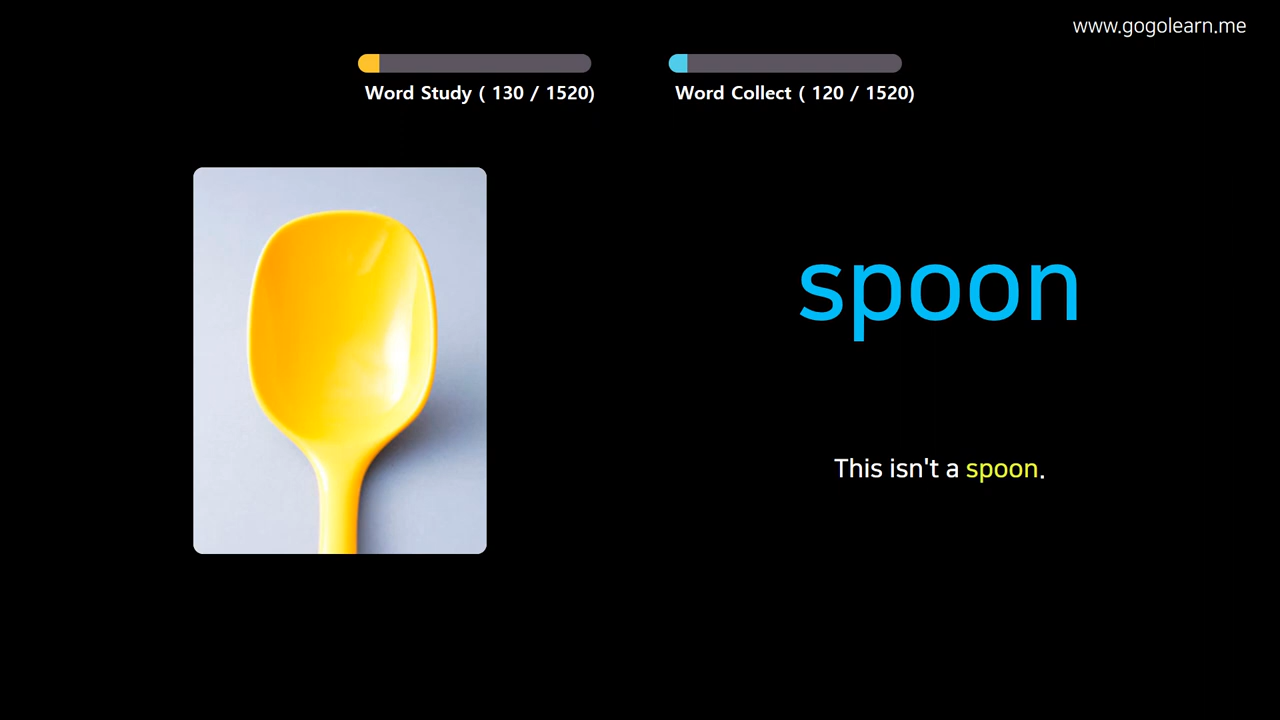 www.gogolearn.me
Word Study ( 130 / 1520)
Word Collect ( 120 / 1520)
spoon
This isn't a spoon.